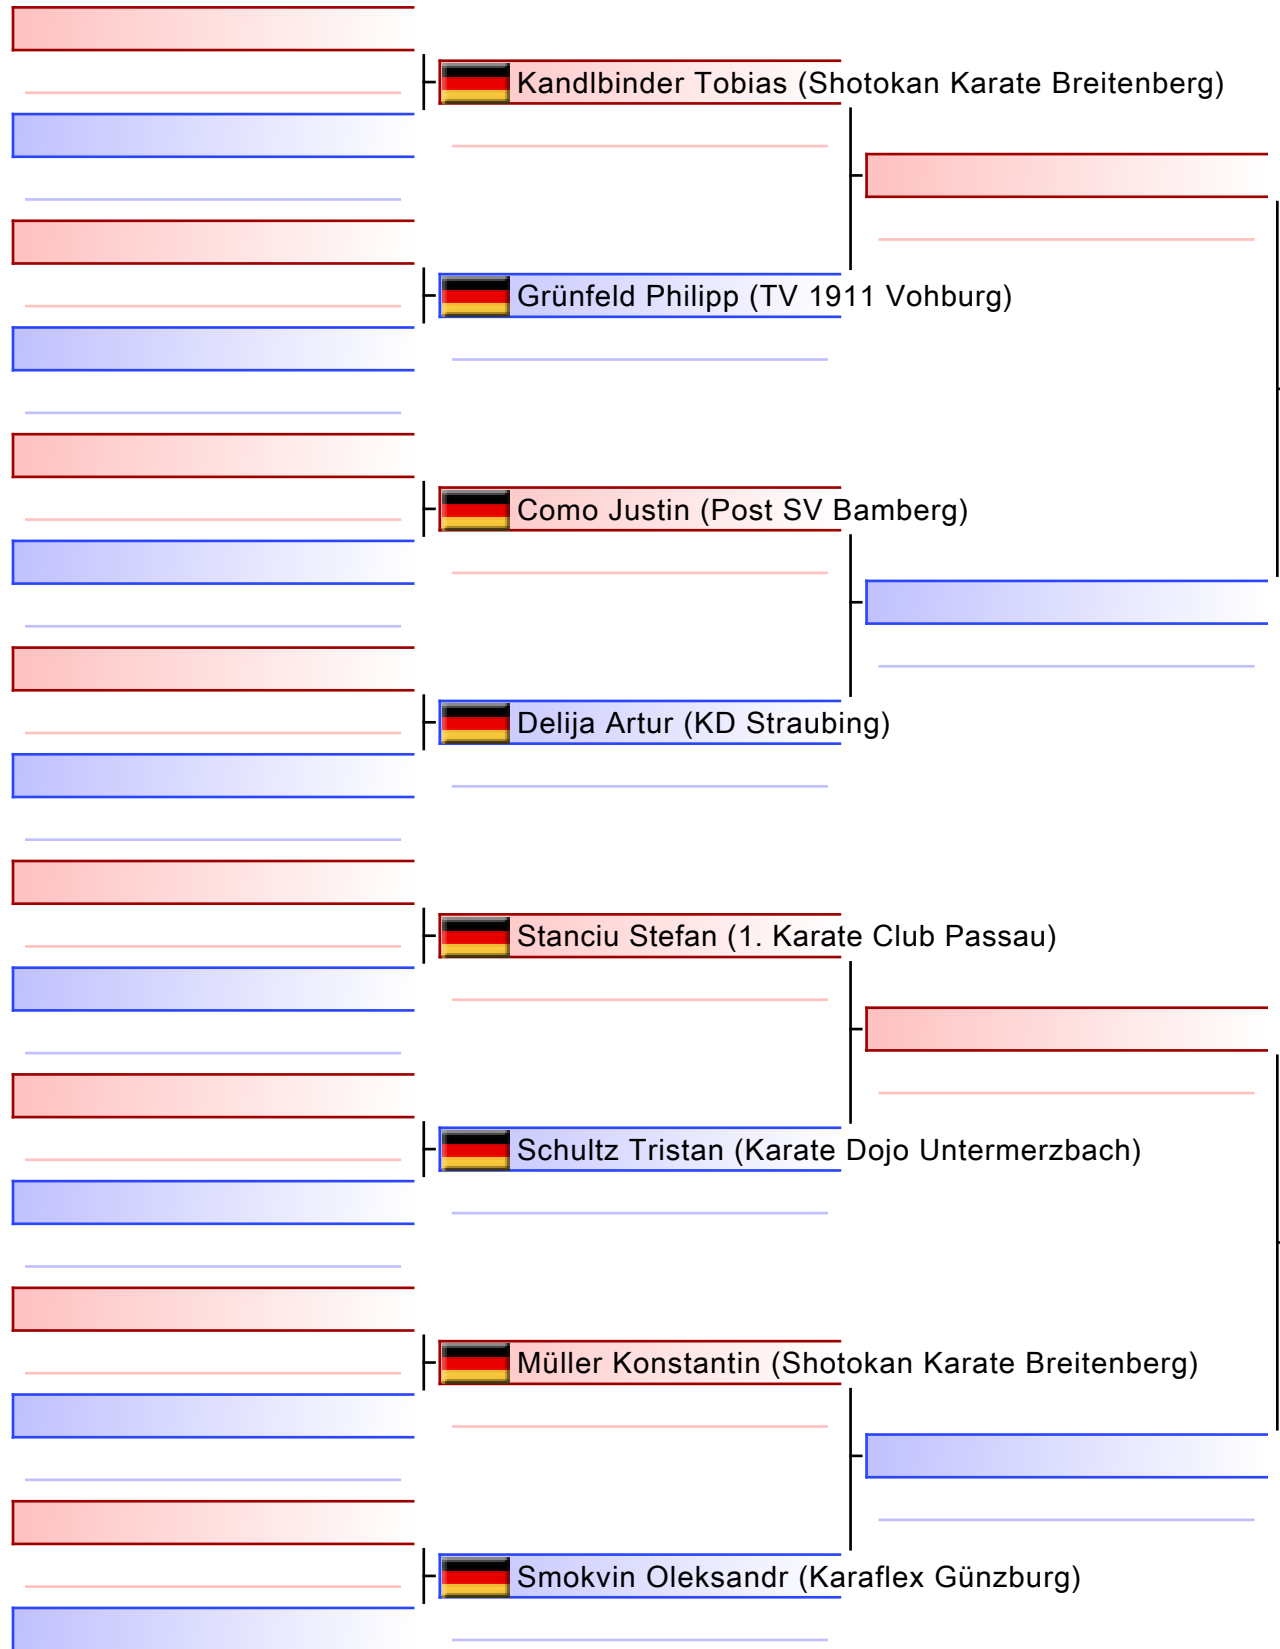 Kandlbinder Tobias (Shotokan Karate Breitenberg)
Grünfeld Philipp (TV 1911 Vohburg)
Como Justin (Post SV Bamberg)
Delija Artur (KD Straubing)
Stanciu Stefan (1. Karate Club Passau)
Schultz Tristan (Karate Dojo Untermerzbach)
Müller Konstantin (Shotokan Karate Breitenberg)
Smokvin Oleksandr (Karaflex Günzburg)